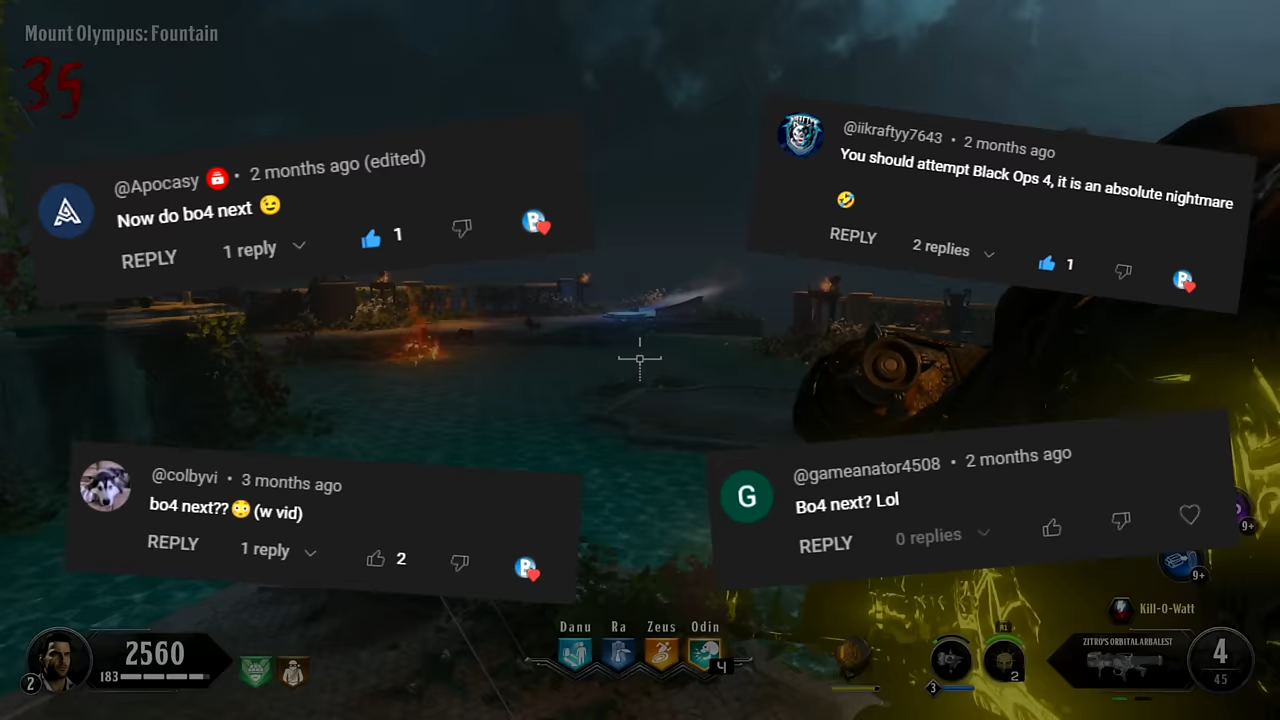 Mount Olympus: Fountain
35
@Apocasy • 2 months ago (edited)
Now do bo4 next 😉
REPLY 1 reply 1
@iikraftyy7643 • 2 months ago
You should attempt Black Ops 4, it is an absolute nightmare
🤣
REPLY 2 replies 1
@colbyvi • 3 months ago
bo4 next??😳 (w vid)
REPLY 1 reply 2
G
@gameanator4508 • 2 months ago
Bo4 next? Lol
REPLY 0 replies
9+
9+
Kill-O-Watt
Danu Ra Zeus Odin
4
2
2560
183
3
R1
2
ZITRO'S ORBITAL ARBALEST
4
45